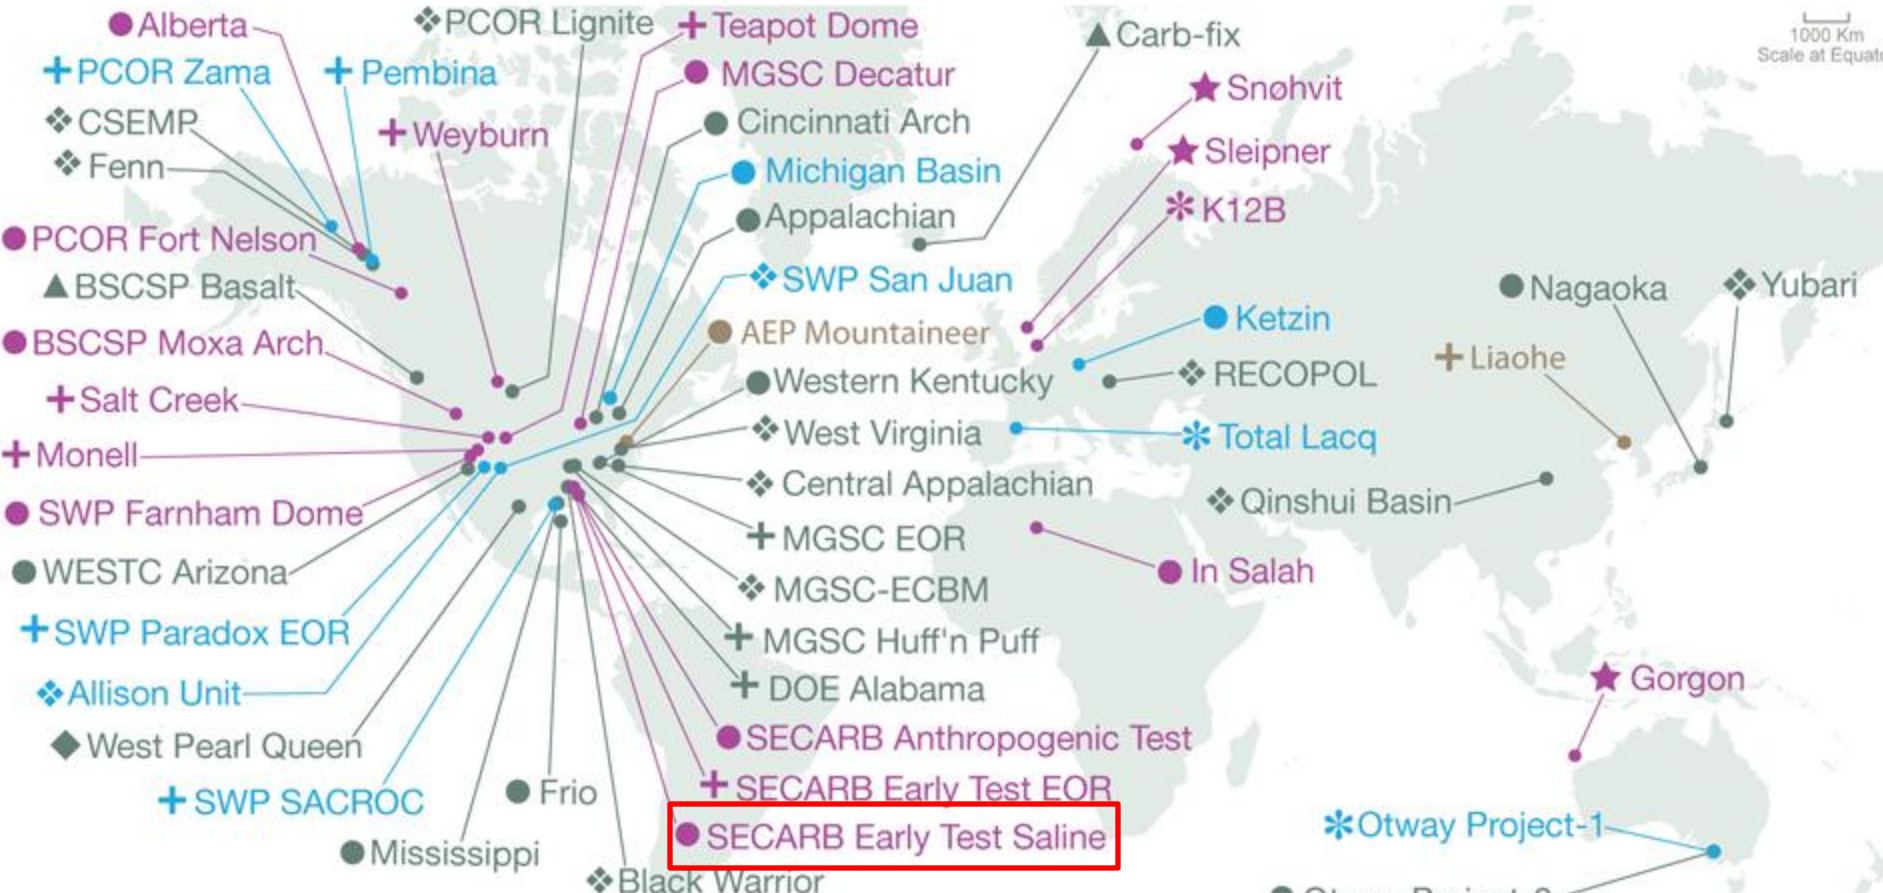 Alberta
PCOR Lignite
Teapot Dome
Carb-fix
1000 Km
Scale at Equato
PCOR Zama
Pembina
MGSC Decatur
Snøhvit
CSEMP
Weyburn
Cincinnati Arch
Sleipner
Fenn
Michigan Basin
K12B
PCOR Fort Nelson
Appalachian
BSCSP Basalt
SWP San Juan
Nagaoka
Yubari
BSCSP Moxa Arch
AEP Mountaineer
Ketzin
Liaohe
Salt Creek
Western Kentucky
RECOPOL
Monell
West Virginia
Total Lacq
SWP Farnham Dome
Central Appalachian
Qinshui Basin
WESTC Arizona
MGSC EOR
In Salah
SWP Paradox EOR
MGSC-ECBM
MGSC Huff'n Puff
Allison Unit
DOE Alabama
Gorgon
West Pearl Queen
SECARB Anthropogenic Test
SWP SACROC
Frio
SECARB Early Test EOR
Mississippi
SECARB Early Test Saline
Otway Project-1
Black Warrior